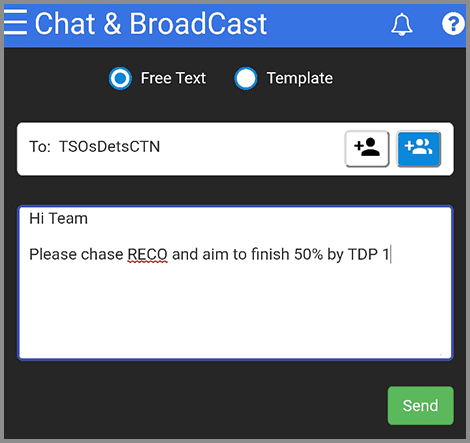 Chat & BroadCast
?
Free Text Template
To: TSOsDetsCTN
Hi Team
Please chase RECO and aim to finish 50% by TDP 1
Send